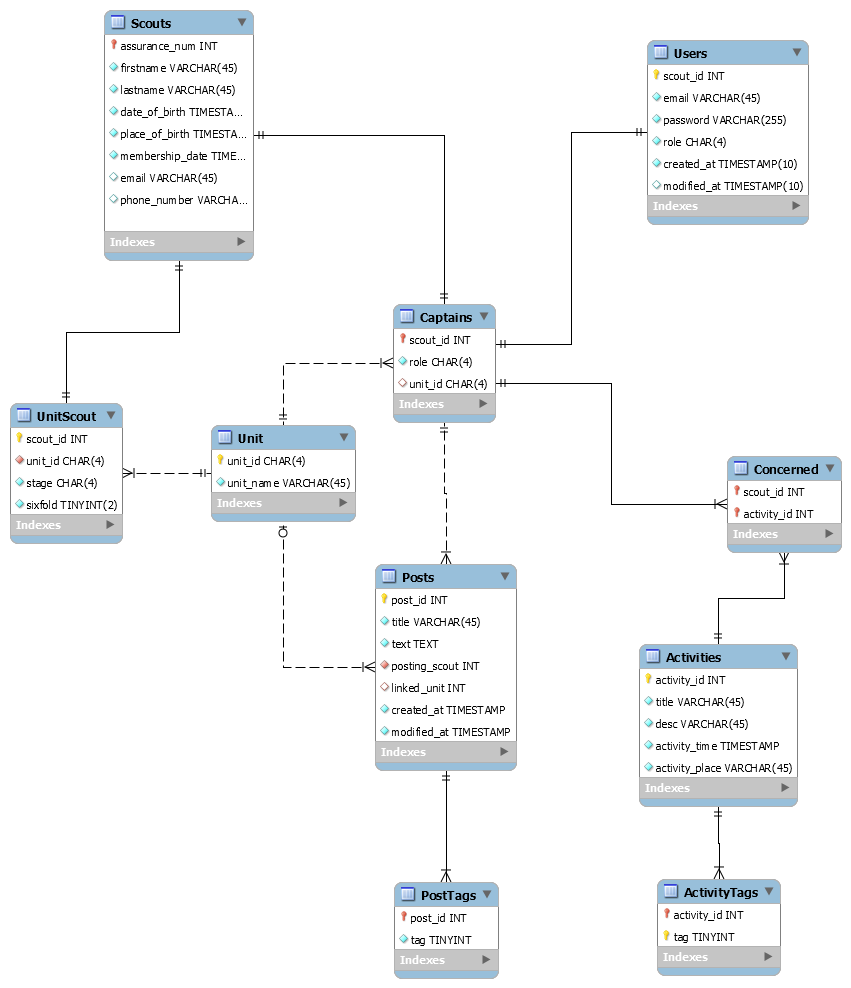 Scouts
assurance_num INT
firstname VARCHAR(45)
lastname VARCHAR(45)
date_of_birth TIMESTA...
place_of_birth TIMESTA...
membership_date TIME...
email VARCHAR(45)
phone_number VARCHA...
Indexes
Users
scout_id INT
email VARCHAR(45)
password VARCHAR(255)
role CHAR(4)
created_at TIMESTAMP(10)
modified_at TIMESTAMP(10)
Indexes
Captains
scout_id INT
role CHAR(4)
unit_id CHAR(4)
Indexes
UnitScout
scout_id INT
unit_id CHAR(4)
stage CHAR(4)
sixfold TINYINT(2)
Indexes
Unit
unit_id CHAR(4)
unit_name VARCHAR(45)
Indexes
Concerned
scout_id INT
activity_id INT
Indexes
Posts
post_id INT
title VARCHAR(45)
text TEXT
posting_scout INT
linked_unit INT
created_at TIMESTAMP
modified_at TIMESTAMP
Indexes
Activities
activity_id INT
title VARCHAR(45)
desc VARCHAR(45)
activity_time TIMESTAMP
activity_place VARCHAR(45)
Indexes
PostTags
post_id INT
tag TINYINT
Indexes
ActivityTags
activity_id INT
tag TINYINT
Indexes